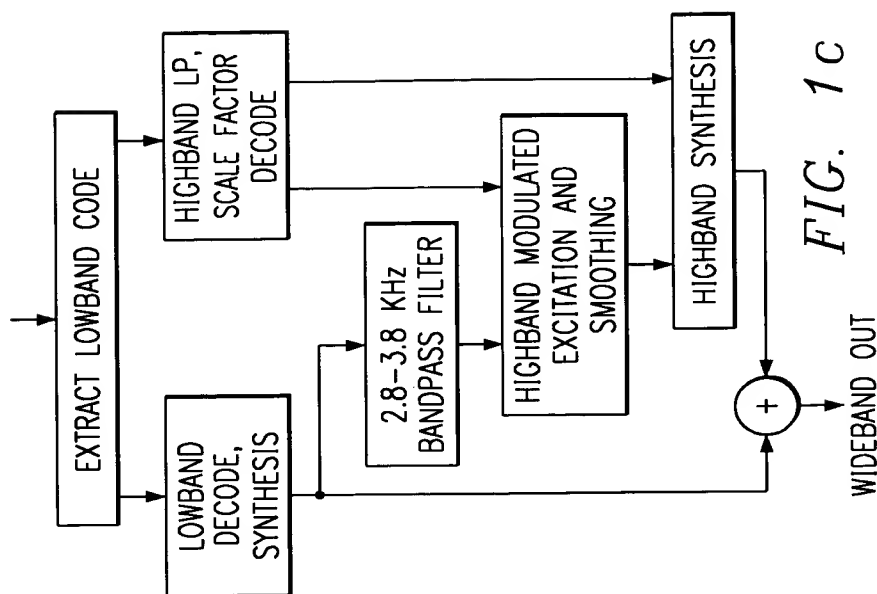 EXTRACT LOWBAND CODE
LOWBAND
DECODE,
SYNTHESIS
HIGHBAND LP,
SCALE FACTOR
DECODE
2.8-3.8 KHz
BANDPASS FILTER
HIGHBAND MODULATED
EXCITATION AND
SMOOTHING
HIGHBAND SYNTHESIS
+
WIDEBAND OUT
FIG. 1c